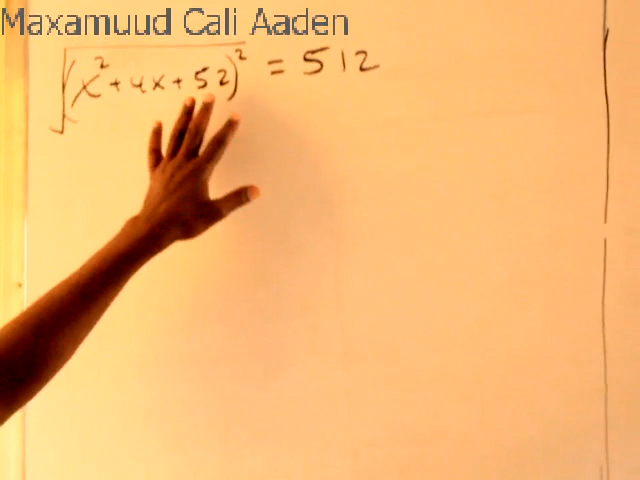 Maxamuud Cali Aaden
√(x²+4x+52)² = 512